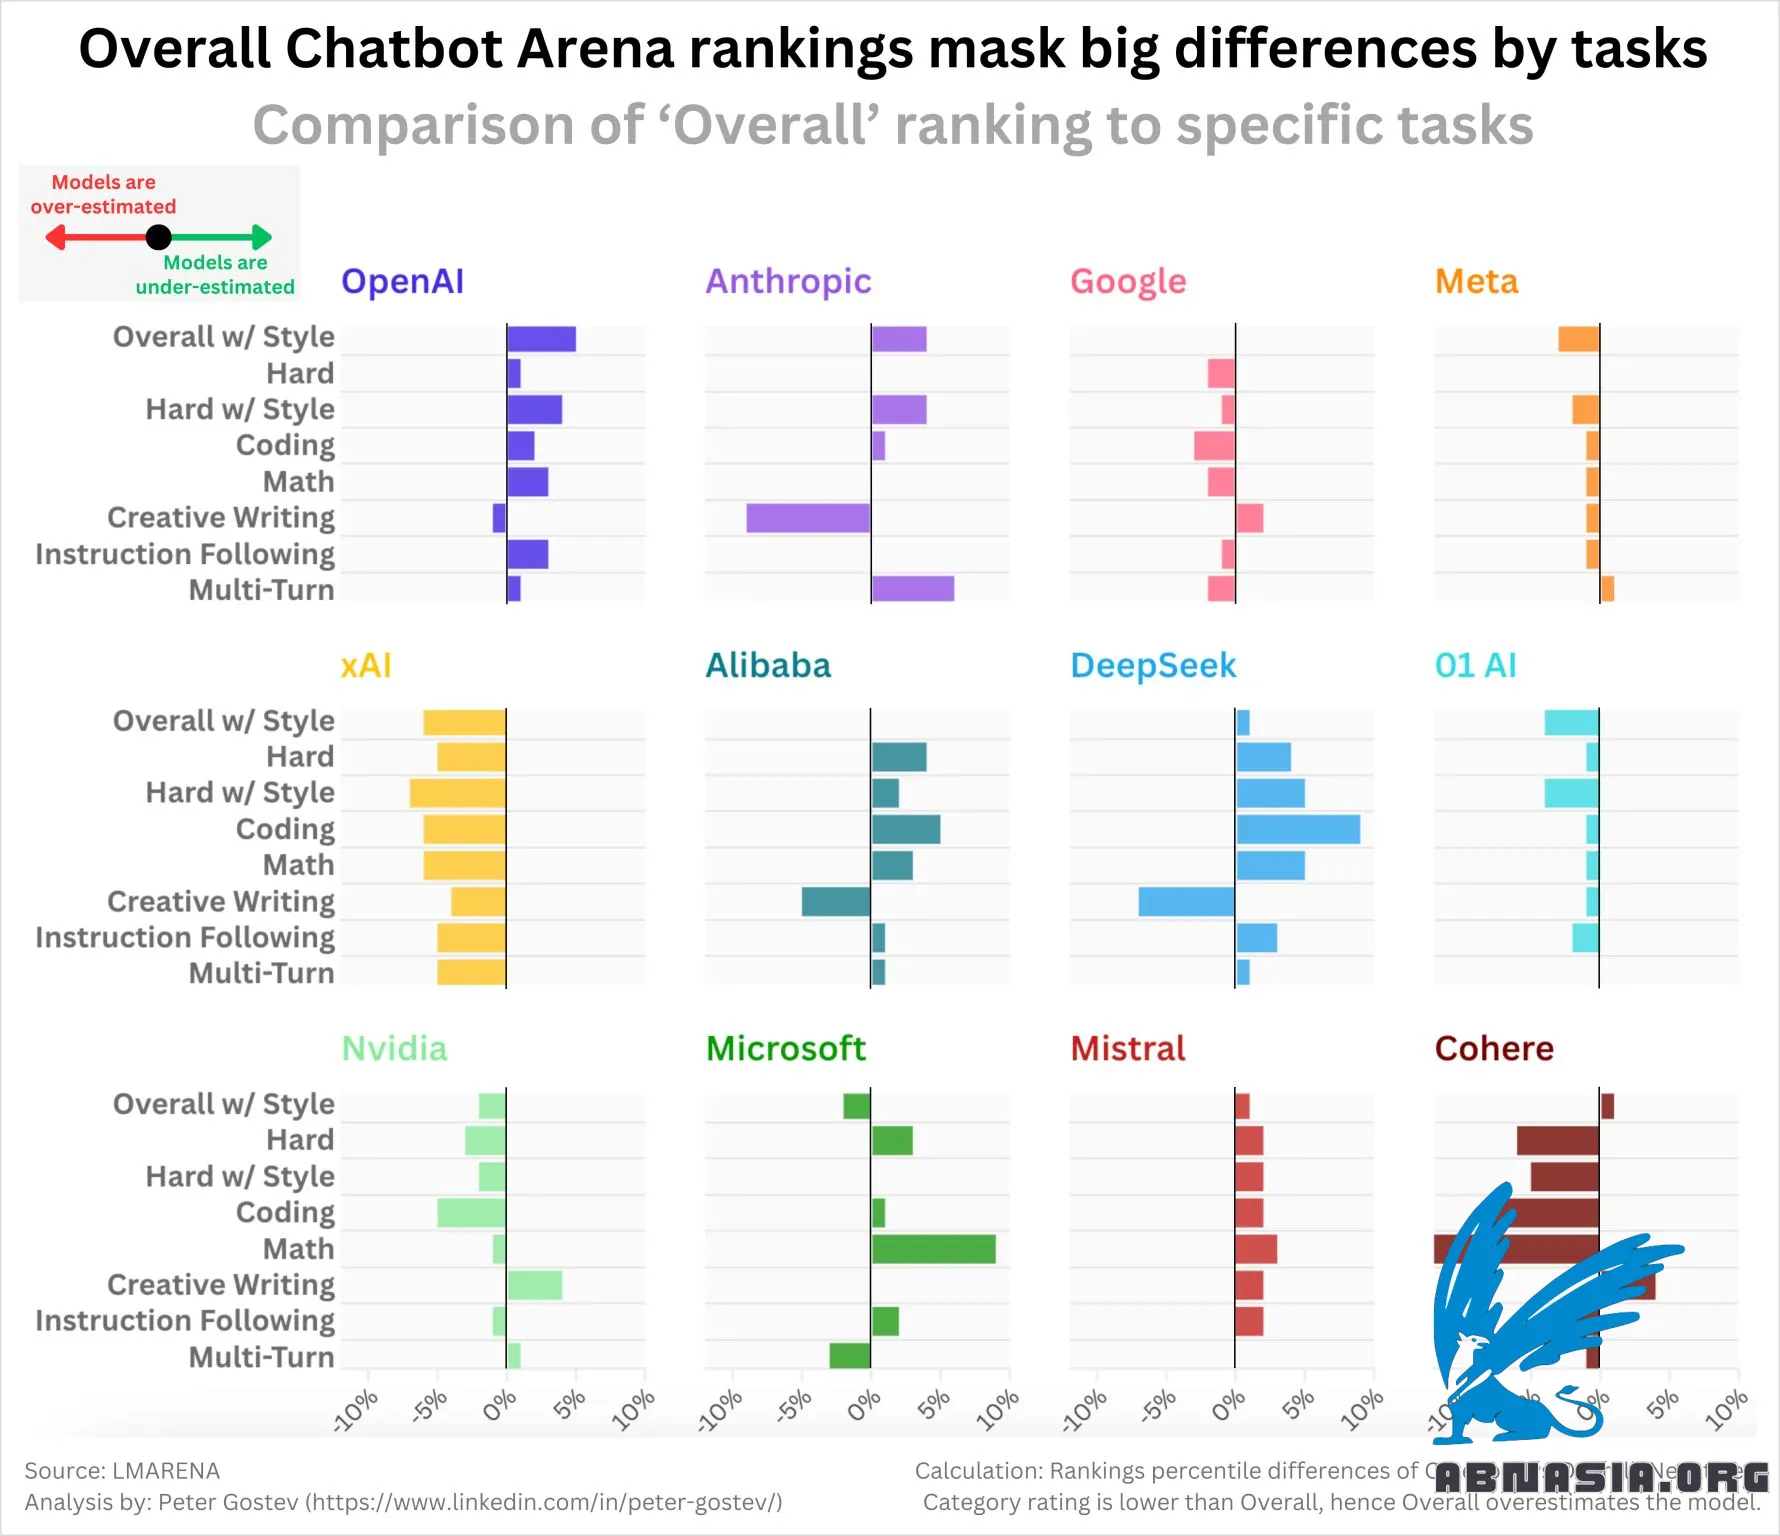 Overall Chatbot Arena rankings mask big differences by tasks
Comparison of ‘Overall’ ranking to specific tasks
Models are
over-estimated
Models are
under-estimated
OpenAI
Anthropic
Google
Meta
Overall w/ Style
Hard
Hard w/ Style
Coding
Math
Creative Writing
Instruction Following
Multi-Turn
xAI
Alibaba
DeepSeek
01 AI
Overall w/ Style
Hard
Hard w/ Style
Coding
Math
Creative Writing
Instruction Following
Multi-Turn
Nvidia
Microsoft
Mistral
Cohere
Overall w/ Style
Hard
Hard w/ Style
Coding
Math
Creative Writing
Instruction Following
Multi-Turn
-10% -5% 0% 5% 10%
-10% -5% 0% 5% 10%
-10% -5% 0% 5% 10%
0% 5% 10%
Source: LMARENA
Analysis by: Peter Gostev (https://www.linkedin.com/in/peter-gostev/)
Calculation: Rankings percentile differences of
Category rating is lower than Overall, hence Overall overestimates the model.
ABNASIA.ORG